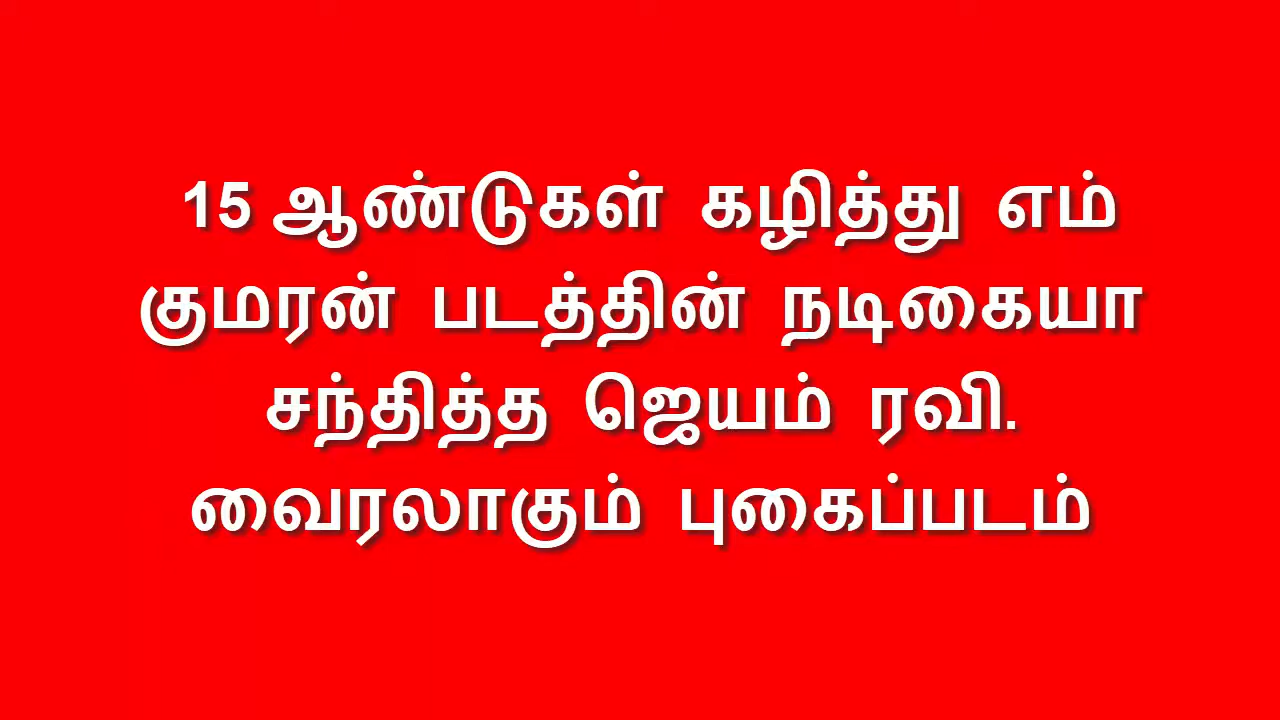 15 ஆண்டுகள் கழித்து எம்
குமரன் படத்தின் நடிகையா
சந்தித்த ஜெயம் ரவி.
வைரலாகும் புகைப்படம்